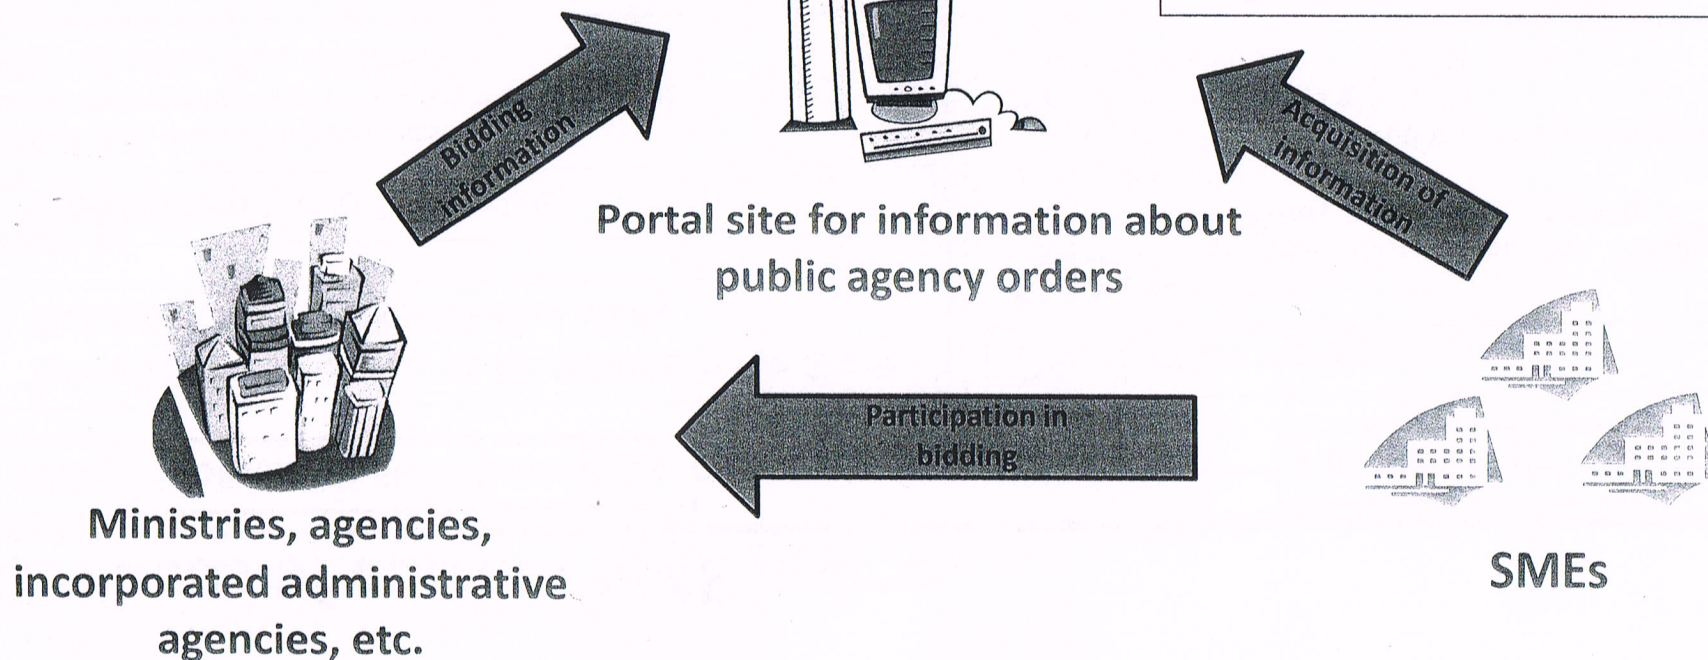 Bidding
information
Acquisition of
information
Portal site for information about
public agency orders
Participation in
bidding
Ministries, agencies,
incorporated administrative
agencies, etc.
SMEs